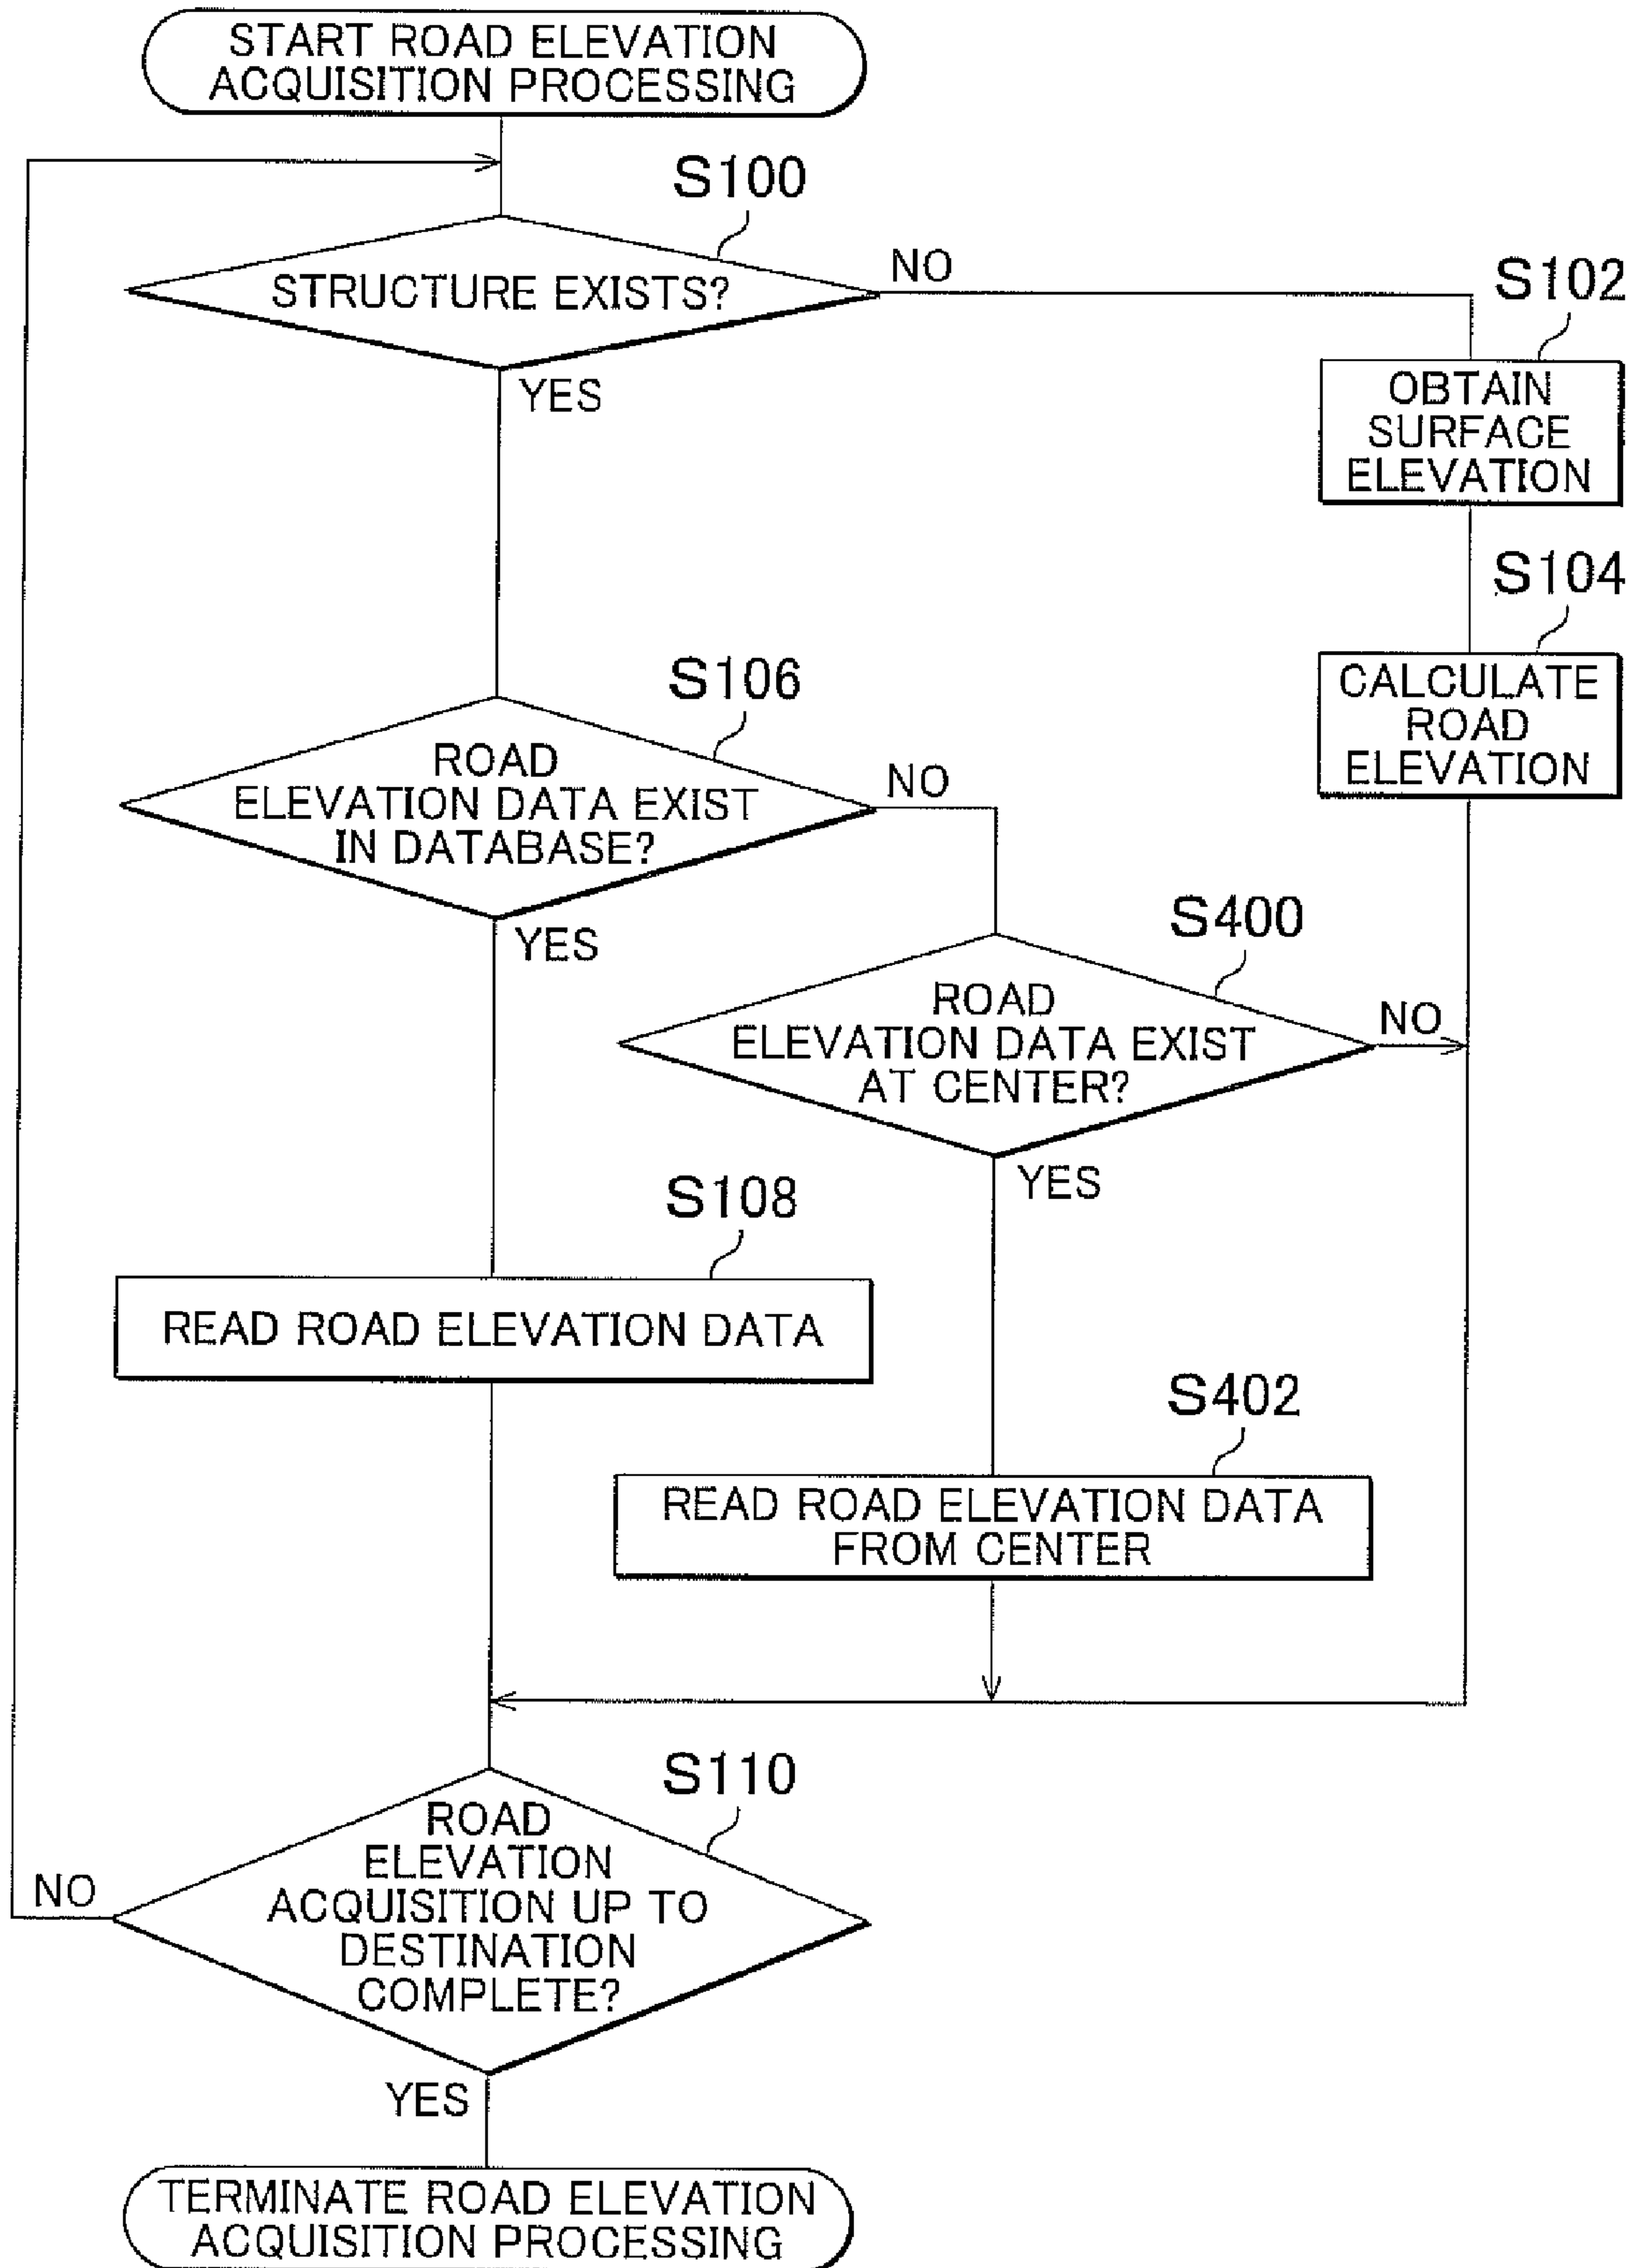 START ROAD ELEVATION
ACQUISITION PROCESSING
S100
STRUCTURE EXISTS?
NO
YES
S102
OBTAIN
SURFACE
ELEVATION
S104
CALCULATE
ROAD
ELEVATION
S106
ROAD
ELEVATION DATA EXIST
IN DATABASE?
NO
YES
S400
ROAD
ELEVATION DATA EXIST
AT CENTER?
NO
YES
S108
READ ROAD ELEVATION DATA
S402
READ ROAD ELEVATION DATA
FROM CENTER
S110
ROAD
ELEVATION
ACQUISITION UP TO
DESTINATION
COMPLETE?
NO
YES
TERMINATE ROAD ELEVATION
ACQUISITION PROCESSING